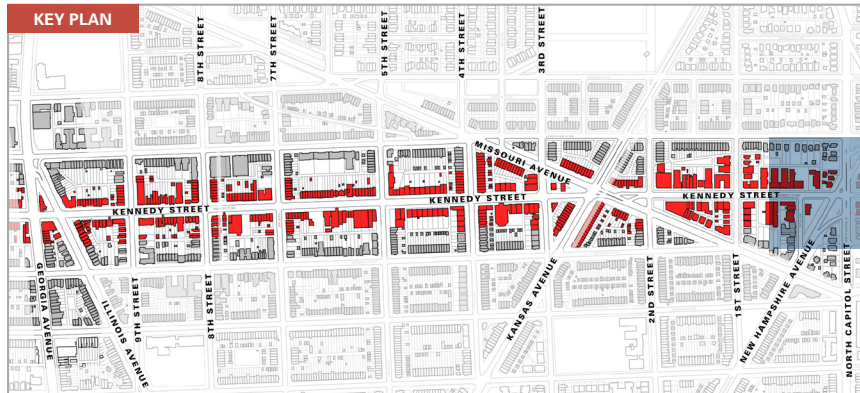 KEY PLAN
8TH STREET
7TH STREET
5TH STREET
4TH STREET
3RD STREET
MISSOURI AVENUE
KENNEDY STREET
KENNEDY STREET
KENNEDY STREET
GEORGIA AVENUE
ILLINOIS AVENUE
9TH STREET
8TH STREET
KANSAS AVENUE
2ND STREET
1ST STREET
NEW HAMPSHIRE AVENUE
NORTH CAPITOL STREET